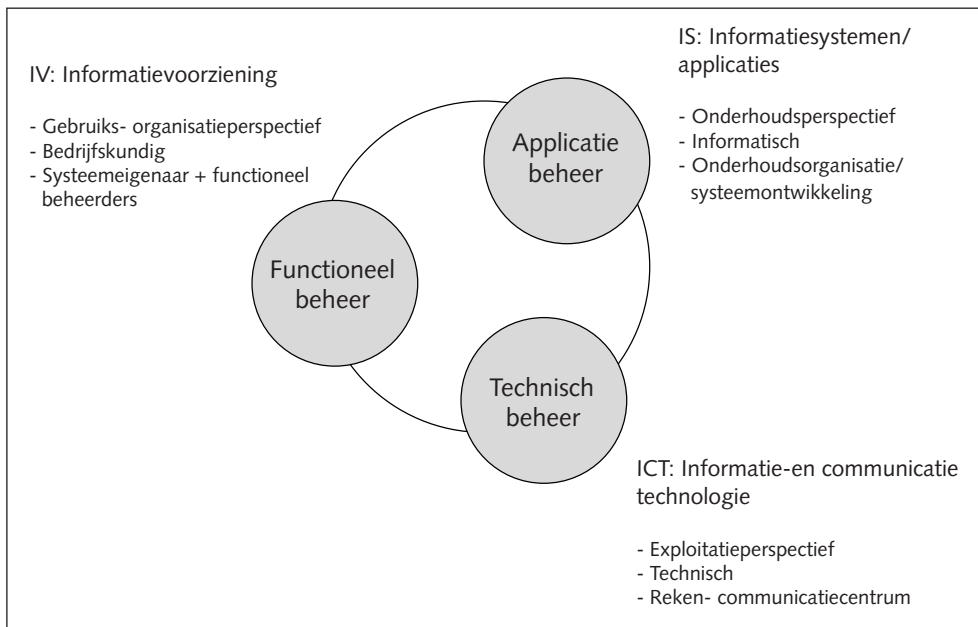 IV: Informatievoorziening
- Gebruiks- organisatieperspectief
- Bedrijfskundig
- Systeemeigenaar + functioneel
beheerders
IS: Informatiesystemen/
applicaties
- Onderhoudsperspectief
- Informatisch
- Onderhoudsorganisatie/
systeemontwikkeling
Applicatie
beheer
Functioneel
beheer
Technisch
beheer
ICT: Informatie-en communicatie
technologie
- Exploitatieperspectief
- Technisch
- Reken- communicatiecentrum